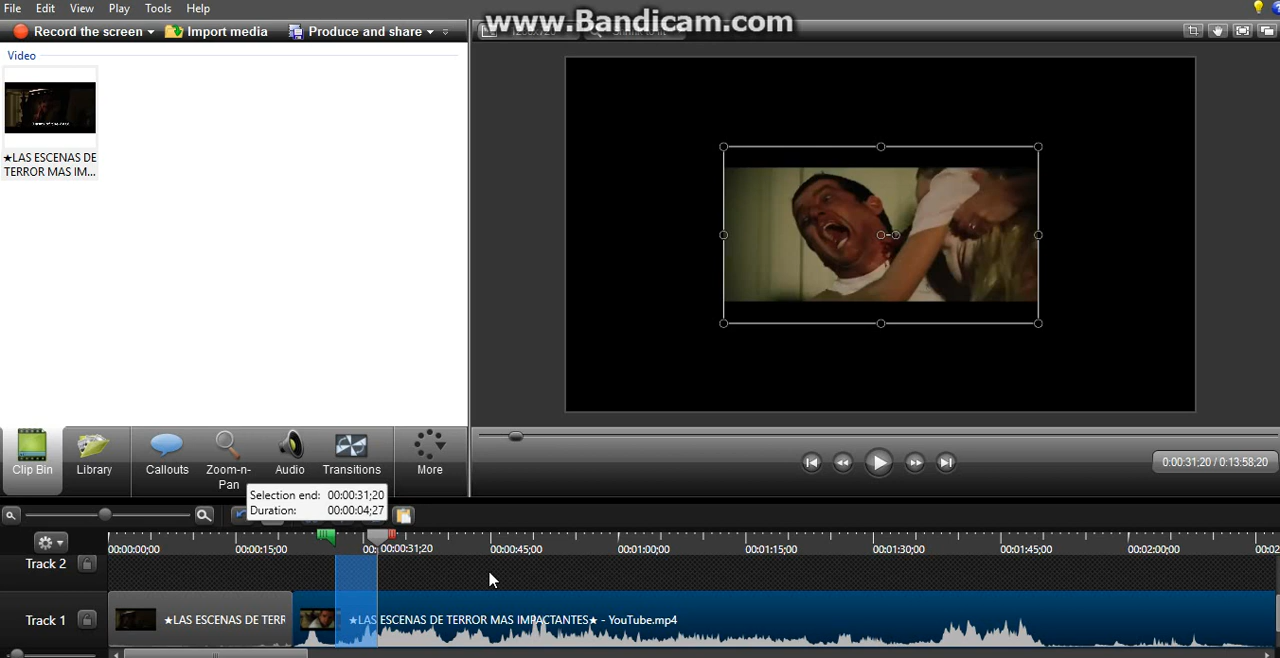 File Edit View Play Tools Help
www.Bandicam.com
Record the screen Import media Produce and share
Video
★LAS ESCENAS DE
TERROR MAS IM...
Clip Bin Library Callouts Zoom-n-Pan Audio Transitions More
0:00:31;20 / 0:13:58;20
Selection end: 00:00:31;20
Duration: 00:00:04;27
00:00:00;00 00:00:15;00 00: 00:00:31;20 00:00:45;00 00:01:00;00 00:01:15;00 00:01:30;00 00:01:45;00 00:02:00;00 00:02
Track 2
Track 1 ★LAS ESCENAS DE TERR ★LAS ESCENAS DE TERROR MAS IMPACTANTES★ - YouTube.mp4